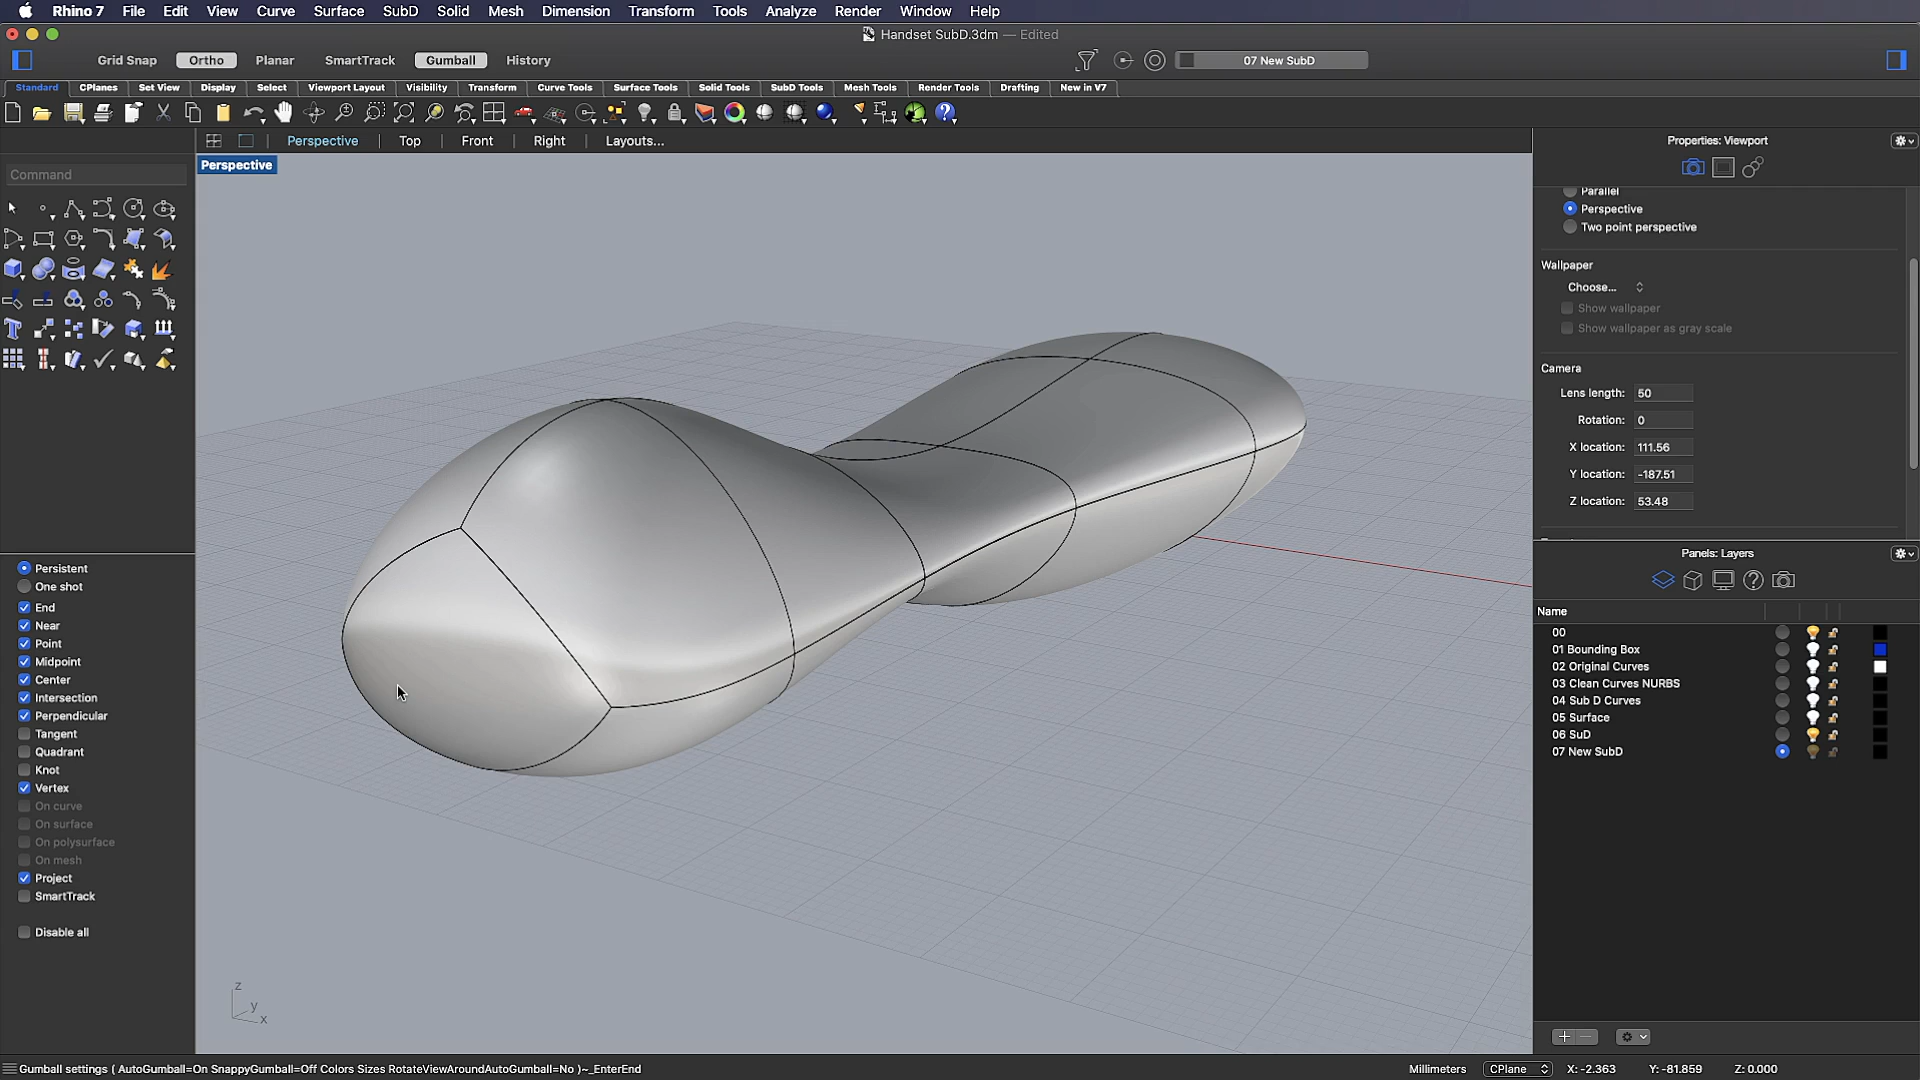 Rhino 7 File Edit View Curve Surface SubD Solid Mesh Dimension Transform Tools Analyze Render Window Help
Handset SubD.3dm — Edited
Grid Snap Ortho Planar SmartTrack Gumball History 07 New SubD
Standard CPlanes Set View Display Select Viewport Layout Visibility Transform Curve Tools Surface Tools Solid Tools SubD Tools Mesh Tools Render Tools Drafting New in V7
Perspective Top Front Right Layouts...
Perspective
Command
Persistent
One shot
End
Near
Point
Midpoint
Center
Intersection
Perpendicular
Tangent
Quadrant
Knot
Vertex
On curve
On surface
On polysurface
On mesh
Project
SmartTrack
Disable all
z
y
x
Properties: Viewport
Parallel
Perspective
Two point perspective
Wallpaper
Choose...
Show wallpaper
Show wallpaper as gray scale
Camera
Lens length: 50
Rotation: 0
X location: 111.56
Y location: -187.51
Z location: 53.48
Panels: Layers
Name
00
01 Bounding Box
02 Original Curves
03 Clean Curves NURBS
04 Sub D Curves
05 Surface
06 SuD
07 New SubD
Gumball settings ( AutoGumball=On SnappyGumball=Off Colors Sizes RotateViewAroundAutoGumball=No )~_EnterEnd
Millimeters CPlane X: -2.363 Y: -81.859 Z: 0.000